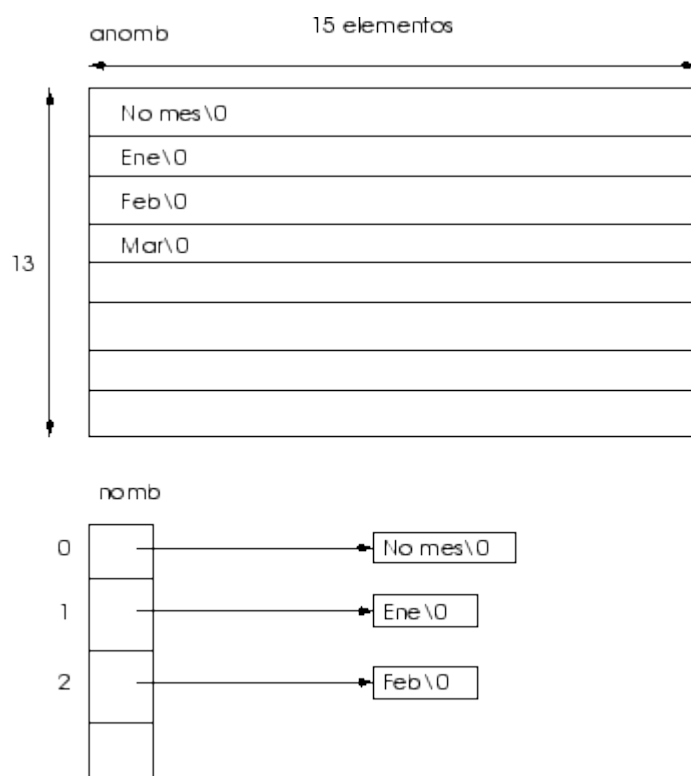 anomb 15 elementos
No mes\0
Ene\0
Feb\0
Mar\0
13
nomb
0 No mes\0
1 Ene\0
2 Feb\0